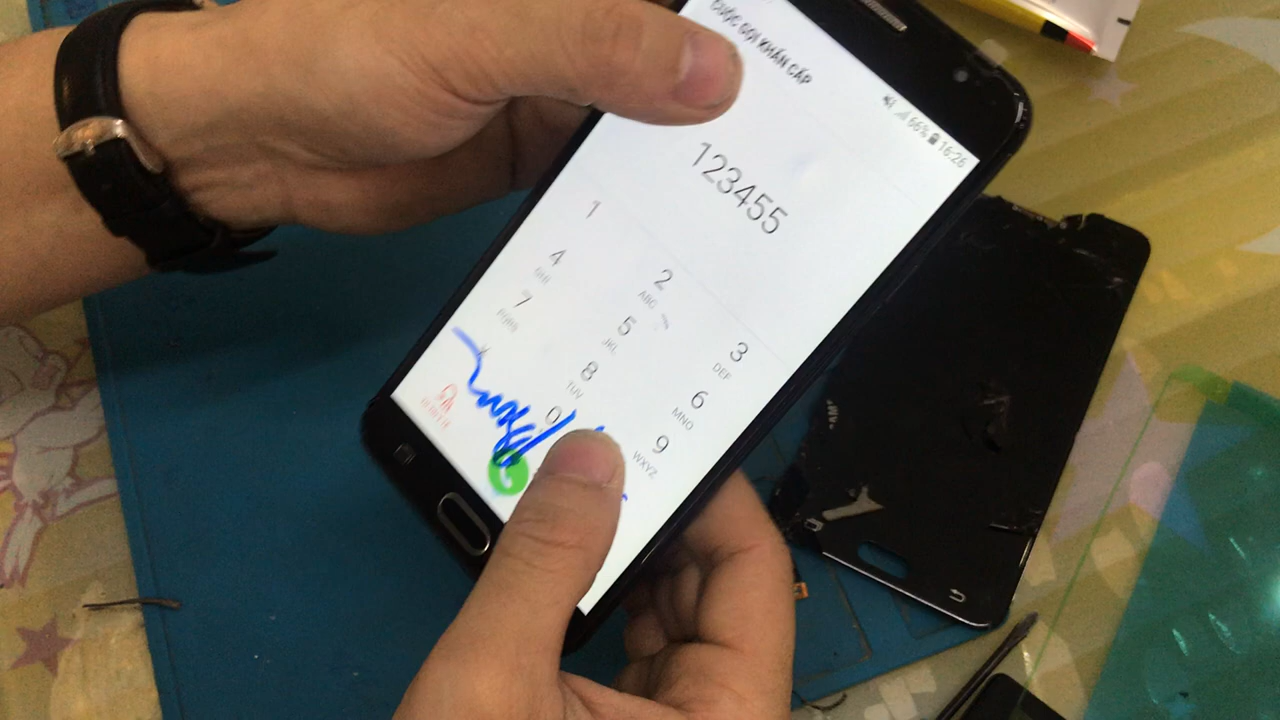 CUỘC GỌI KHẨN CẤP
66% 16:26
123455
1
2
ABC
3
DEF
4
GHI
5
JKL
6
MNO
7
PQRS
8
TUV
9
WXYZ
0